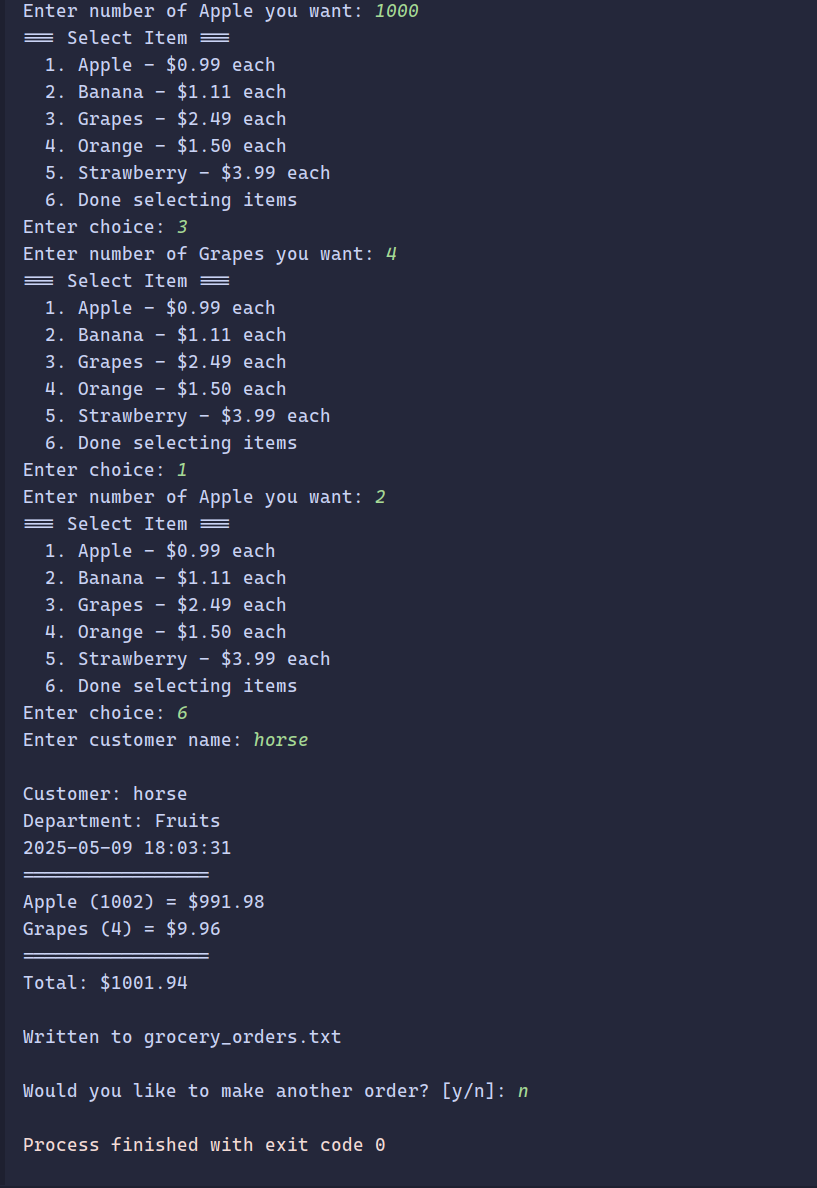 Enter number of Apple you want: 1000
=== Select Item ===
  1. Apple - $0.99 each
  2. Banana - $1.11 each
  3. Grapes - $2.49 each
  4. Orange - $1.50 each
  5. Strawberry - $3.99 each
  6. Done selecting items
Enter choice: 3
Enter number of Grapes you want: 4
=== Select Item ===
  1. Apple - $0.99 each
  2. Banana - $1.11 each
  3. Grapes - $2.49 each
  4. Orange - $1.50 each
  5. Strawberry - $3.99 each
  6. Done selecting items
Enter choice: 1
Enter number of Apple you want: 2
=== Select Item ===
  1. Apple - $0.99 each
  2. Banana - $1.11 each
  3. Grapes - $2.49 each
  4. Orange - $1.50 each
  5. Strawberry - $3.99 each
  6. Done selecting items
Enter choice: 6
Enter customer name: horse

Customer: horse
Department: Fruits
2025-05-09 18:03:31
=================
Apple (1002) = $991.98
Grapes (4) = $9.96
=================
Total: $1001.94

Written to grocery_orders.txt

Would you like to make another order? [y/n]: n

Process finished with exit code 0